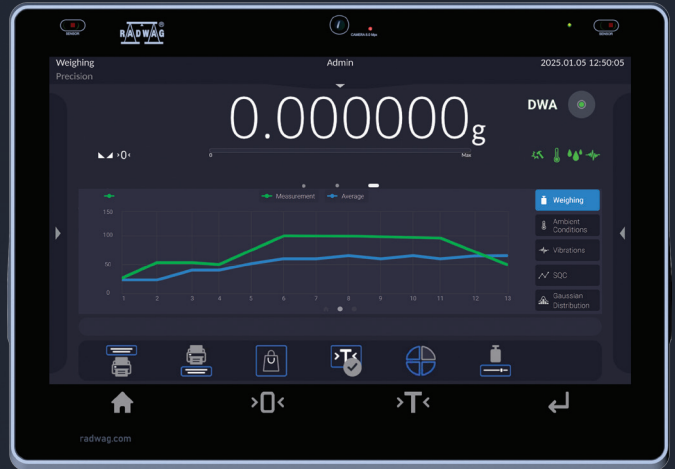 SENSOR
RADWAG®
CAMERA 5.0 Mpx
SENSOR
Weighing
Admin
2025.01.05 12:50:05
Precision
0.000000g
DWA
>0<
0
Max
Measurement
Average
150
100
50
0
1 2 3 4 5 6 7 8 9 10 11 12 13
Weighing
Ambient
Conditions
Vibrations
SQC
Gaussian
Distribution
>T<
>0<
>T<
radwag.com